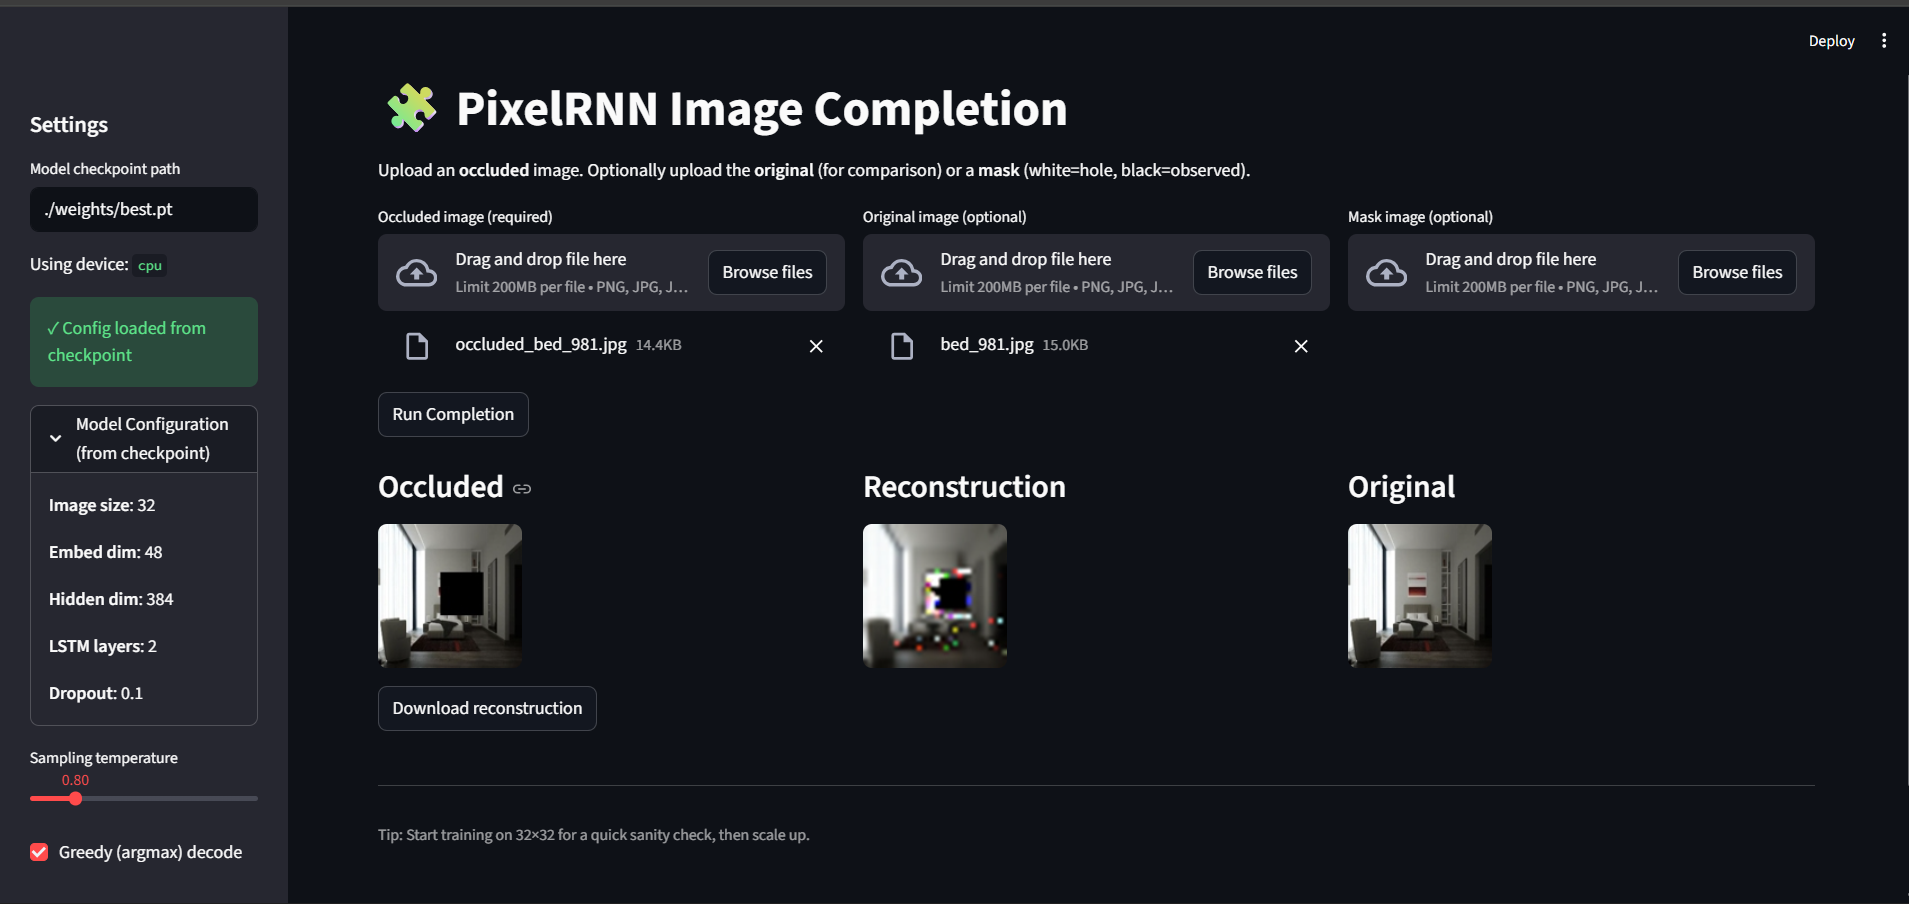 Deploy
Settings
Model checkpoint path
./weights/best.pt
Using device: cpu
✓ Config loaded from
checkpoint
Model Configuration
(from checkpoint)
Image size: 32
Embed dim: 48
Hidden dim: 384
LSTM layers: 2
Dropout: 0.1
Sampling temperature
0.80
Greedy (argmax) decode
PixelRNN Image Completion
Upload an occluded image. Optionally upload the original (for comparison) or a mask (white=hole, black=observed).
Occluded image (required)
Drag and drop file here
Limit 200MB per file • PNG, JPG, J...
Browse files
occluded_bed_981.jpg 14.4KB
Original image (optional)
Drag and drop file here
Limit 200MB per file • PNG, JPG, J...
Browse files
bed_981.jpg 15.0KB
Mask image (optional)
Drag and drop file here
Limit 200MB per file • PNG, JPG, J...
Browse files
Run Completion
Occluded
Reconstruction
Original
Download reconstruction
Tip: Start training on 32×32 for a quick sanity check, then scale up.